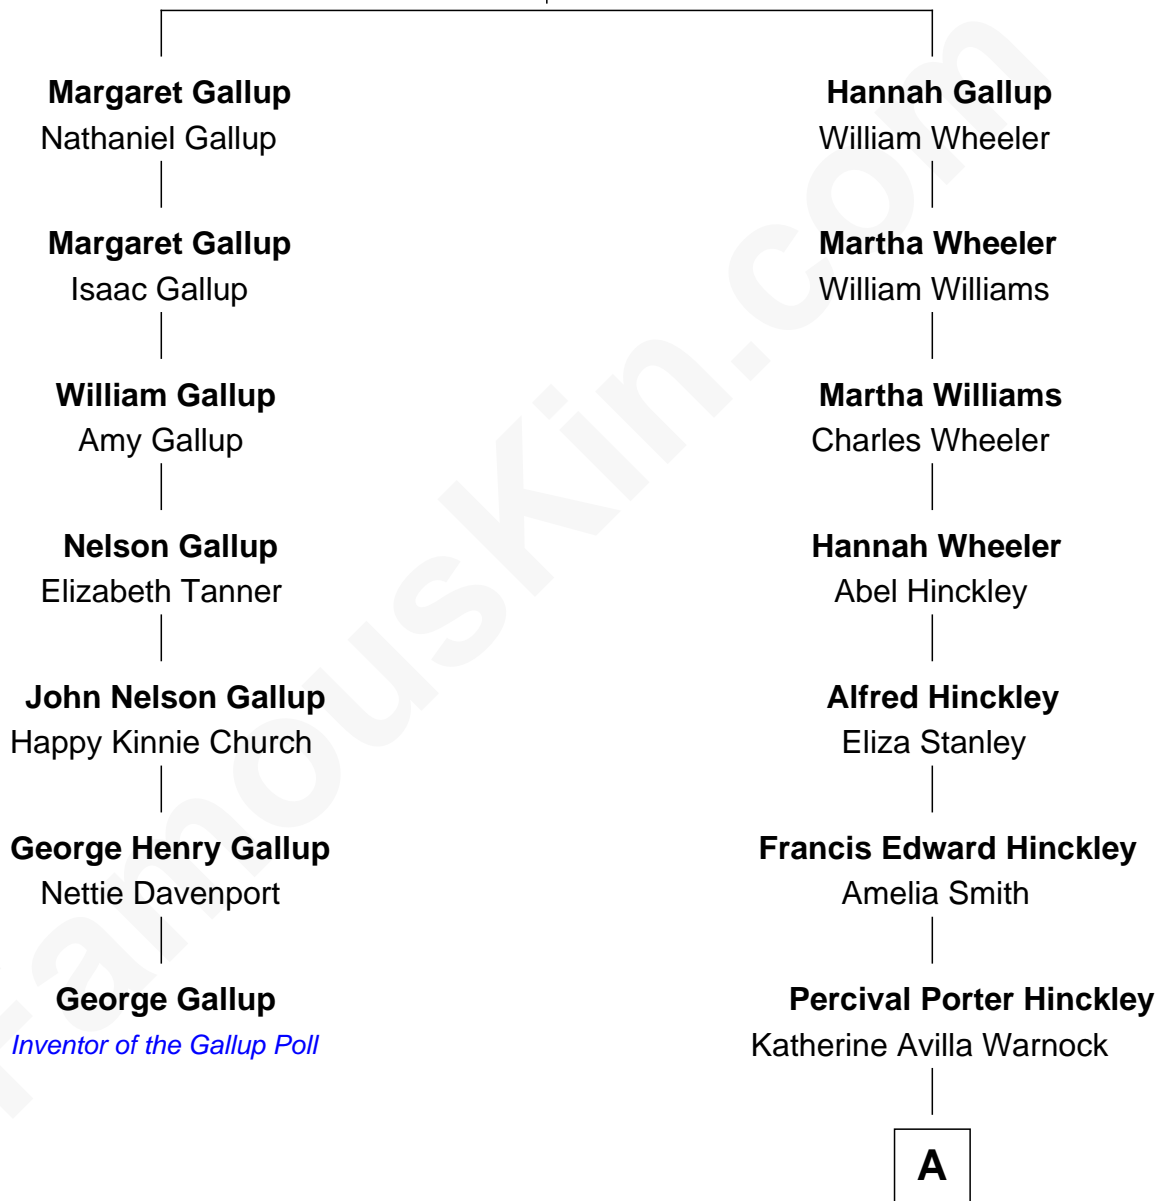 Margaret Gallup
Nathaniel Gallup
Margaret Gallup
Isaac Gallup
William Gallup
Amy Gallup
Nelson Gallup
Elizabeth Tanner
John Nelson Gallup
Happy Kinnie Church
George Henry Gallup
Nettie Davenport
George Gallup
Inventor of the Gallup Poll
Hannah Gallup
William Wheeler
Martha Wheeler
William Williams
Martha Williams
Charles Wheeler
Hannah Wheeler
Abel Hinckley
Alfred Hinckley
Eliza Stanley
Francis Edward Hinckley
Amelia Smith
Percival Porter Hinckley
Katherine Avilla Warnock
A
FamousKin.com